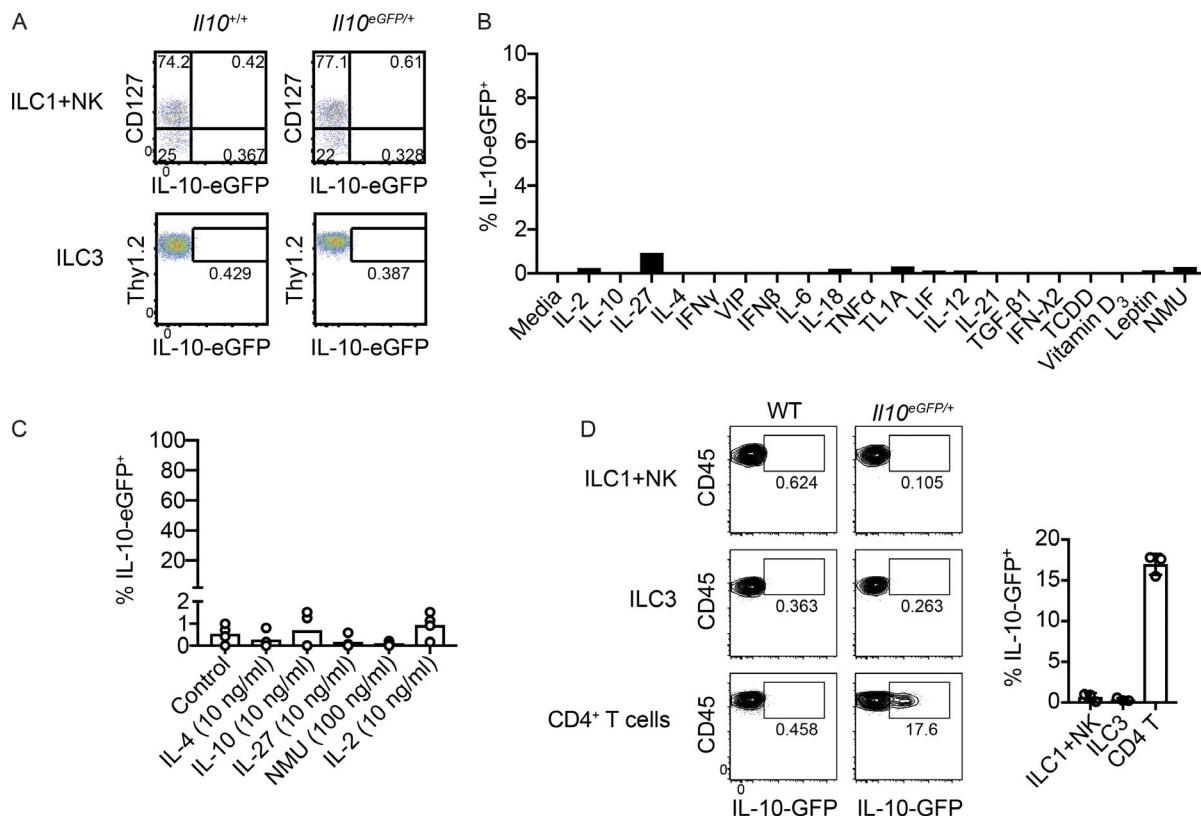 A
Il10+/+ Il10eGFP/+
ILC1+NK
CD127
74.2 0.42
25 0.367
0
0
IL-10-eGFP
CD127
77.1 0.61
22 0.328
IL-10-eGFP
ILC3
Thy1.2
0.429
0
0
IL-10-eGFP
Thy1.2
0.387
IL-10-eGFP
B
% IL-10-eGFP+
10
8
6
4
2
0
Media
IL-2
IL-10
IL-27
IL-4
IFNγ
VIP
IFNβ
IL-6
IL-18
TNFα
TL1A
LIF
IL-12
IL-21
TGF-β1
IFN-λ2
TCDD
Vitamin D3
Leptin
NMU
C
% IL-10-eGFP+
100
80
60
40
20
2
1
0
Control
IL-4 (10 ng/ml)
IL-10 (10 ng/ml)
IL-27 (10 ng/ml)
NMU (100 ng/ml)
IL-2 (10 ng/ml)
D
WT Il10eGFP/+
ILC1+NK
CD45
0.624
CD45
0.105
ILC3
CD45
0.363
CD45
0.263
CD4+ T cells
CD45
0.458
0
0
IL-10-GFP
CD45
17.6
IL-10-GFP
% IL-10-GFP+
20
15
10
5
0
ILC1+NK
ILC3
CD4 T